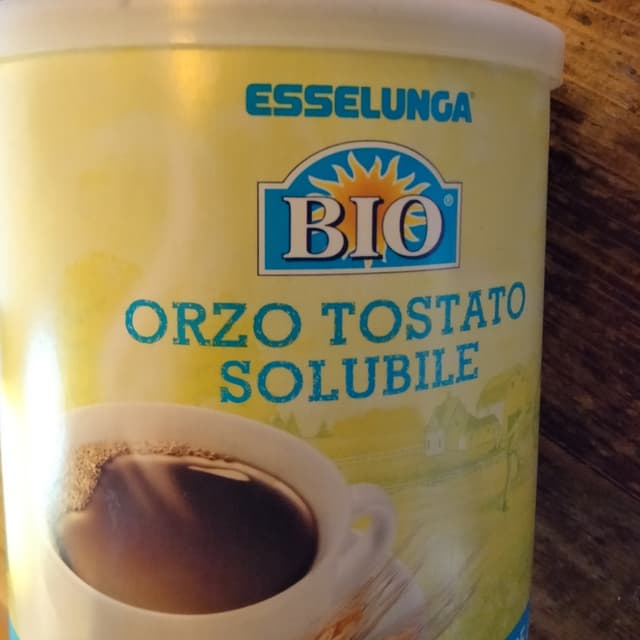 ESSELUNGA
BIO®
ORZO TOSTATO
SOLUBILE